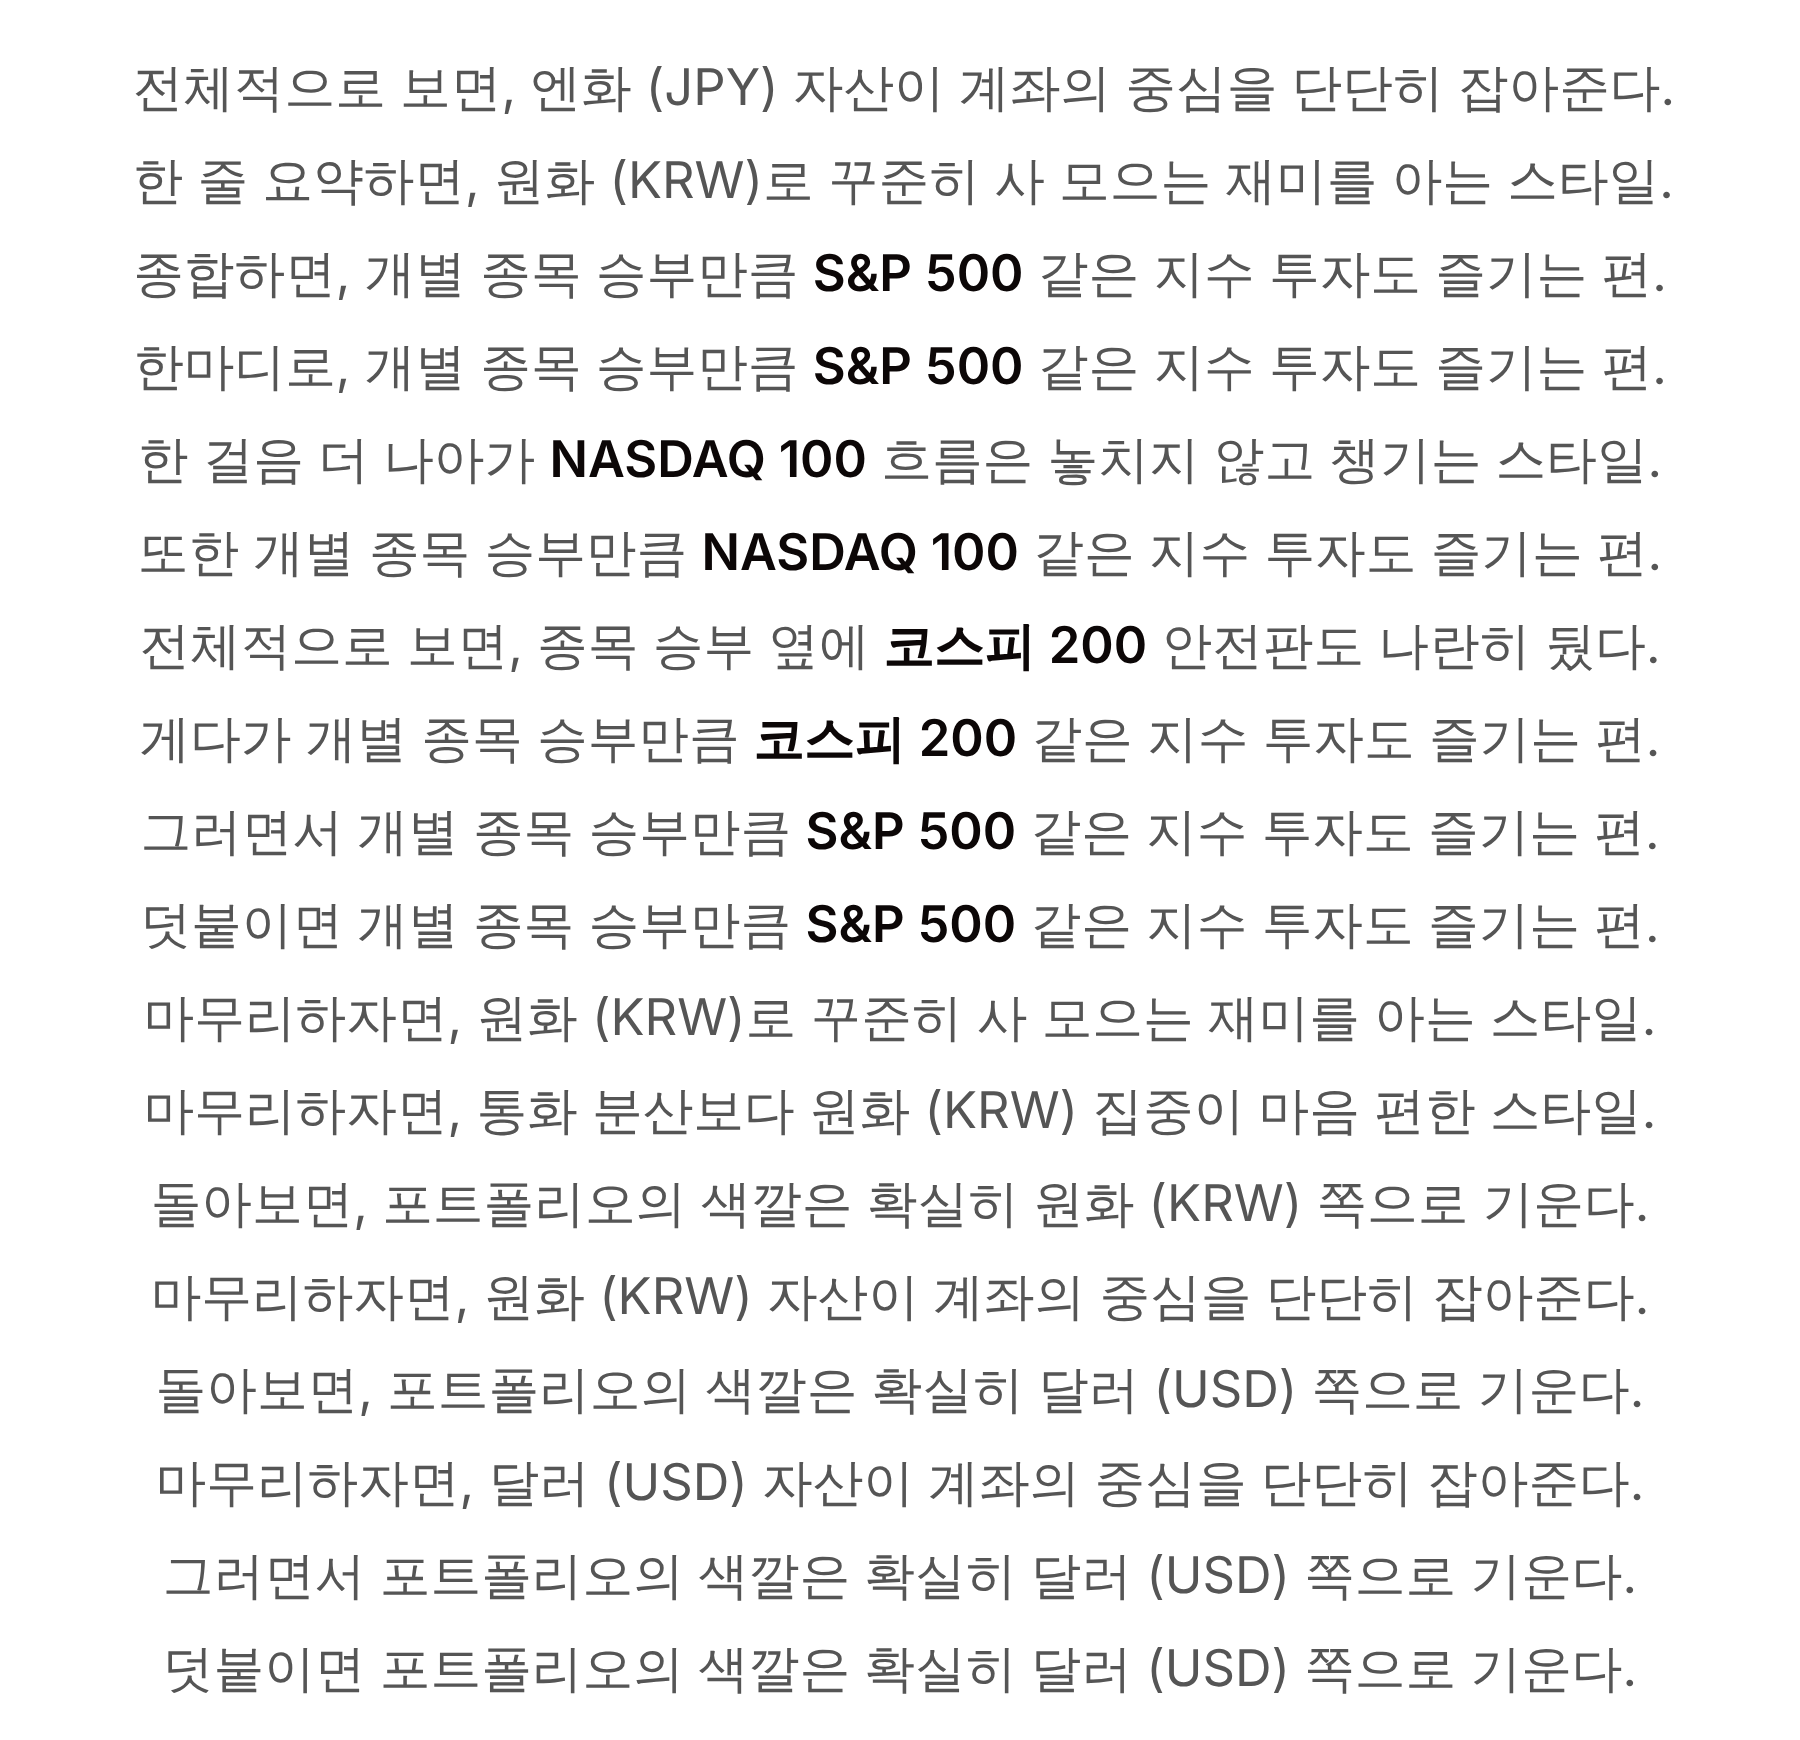 전체적으로 보면, 엔화 (JPY) 자산이 계좌의 중심을 단단히 잡아준다.
한 줄 요약하면, 원화 (KRW)로 꾸준히 사 모으는 재미를 아는 스타일.
종합하면, 개별 종목 승부만큼 S&P 500 같은 지수 투자도 즐기는 편.
한마디로, 개별 종목 승부만큼 S&P 500 같은 지수 투자도 즐기는 편.
한 걸음 더 나아가 NASDAQ 100 흐름은 놓치지 않고 챙기는 스타일.
또한 개별 종목 승부만큼 NASDAQ 100 같은 지수 투자도 즐기는 편.
전체적으로 보면, 종목 승부 옆에 코스피 200 안전판도 나란히 뒀다.
게다가 개별 종목 승부만큼 코스피 200 같은 지수 투자도 즐기는 편.
그러면서 개별 종목 승부만큼 S&P 500 같은 지수 투자도 즐기는 편.
덧붙이면 개별 종목 승부만큼 S&P 500 같은 지수 투자도 즐기는 편.
마무리하자면, 원화 (KRW)로 꾸준히 사 모으는 재미를 아는 스타일.
마무리하자면, 통화 분산보다 원화 (KRW) 집중이 마음 편한 스타일.
돌아보면, 포트폴리오의 색깔은 확실히 원화 (KRW) 쪽으로 기운다.
마무리하자면, 원화 (KRW) 자산이 계좌의 중심을 단단히 잡아준다.
돌아보면, 포트폴리오의 색깔은 확실히 달러 (USD) 쪽으로 기운다.
마무리하자면, 달러 (USD) 자산이 계좌의 중심을 단단히 잡아준다.
그러면서 포트폴리오의 색깔은 확실히 달러 (USD) 쪽으로 기운다.
덧붙이면 포트폴리오의 색깔은 확실히 달러 (USD) 쪽으로 기운다.